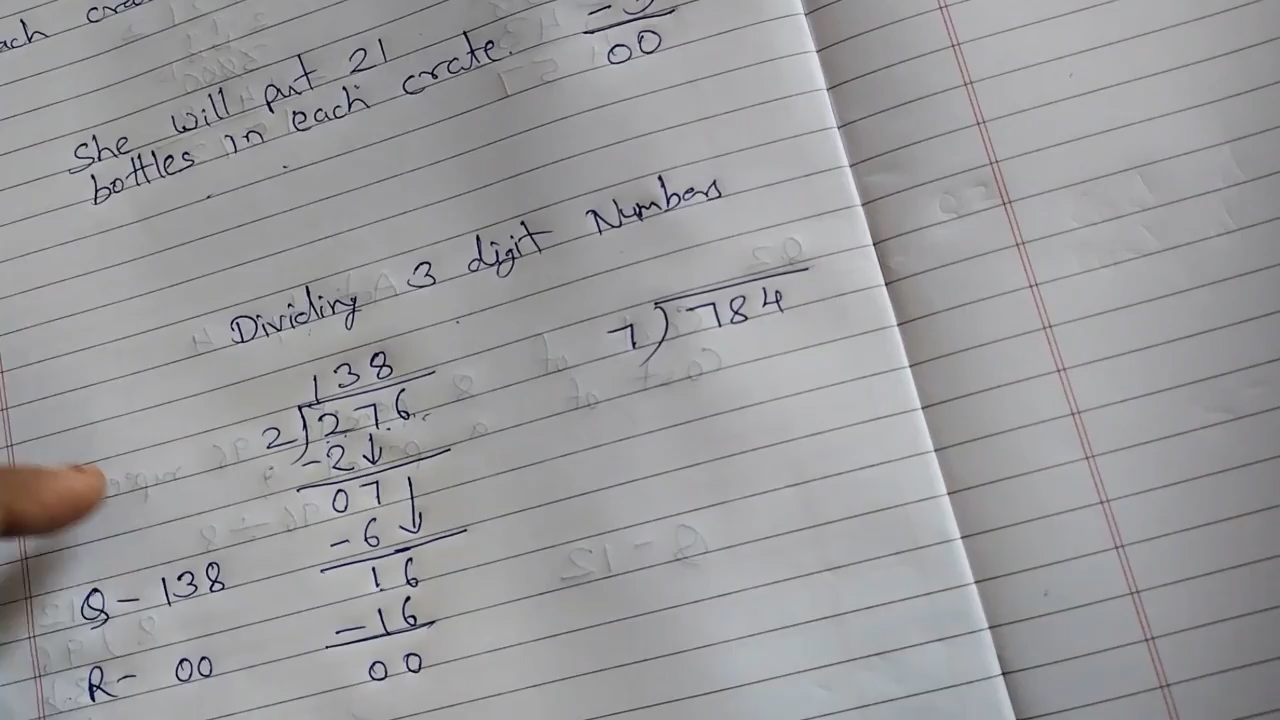 each
00
She will put 21
bottles in each crate.
Dividing 3 digit Numbers
138
2)276
-2↓
07↓
-6
16
-16
00
Q - 138
R - 00
7)784